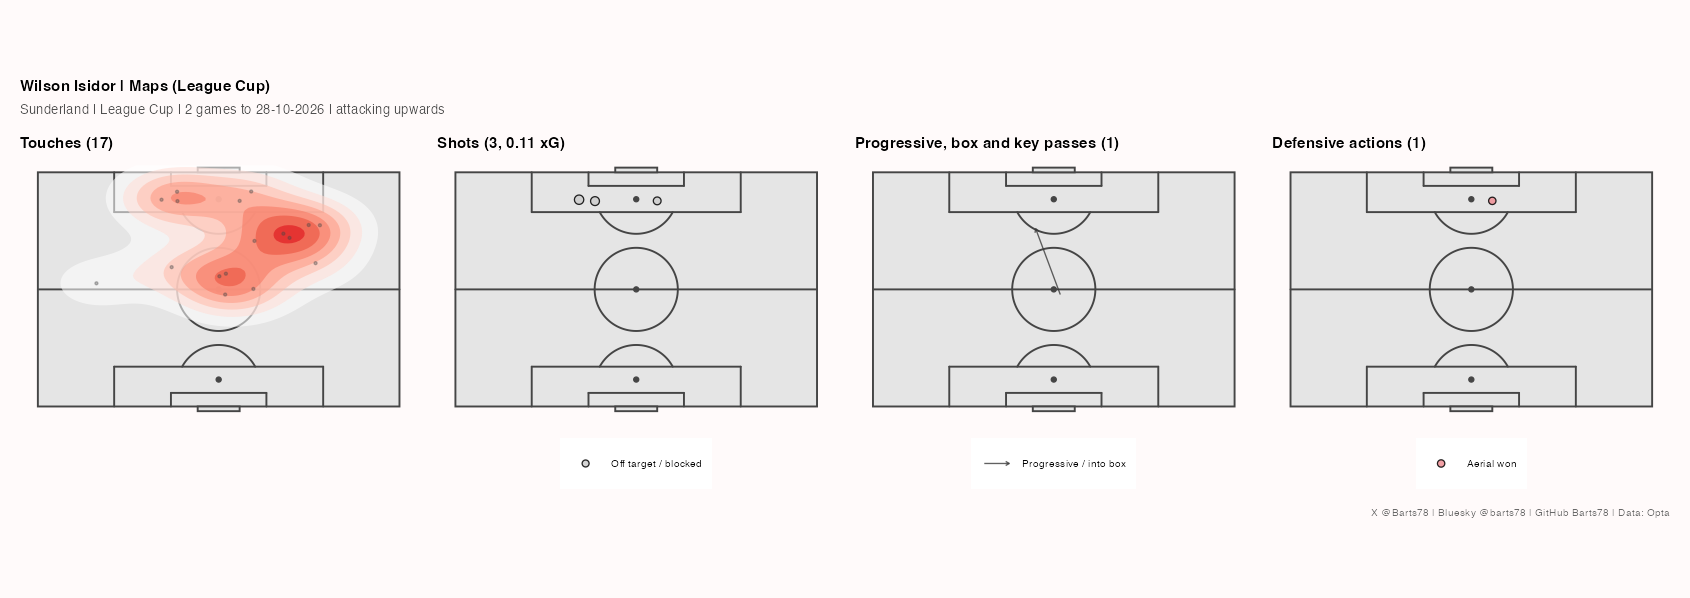 Wilson Isidor | Maps (League Cup)
Sunderland | League Cup | 2 games to 28-10-2026 | attacking upwards
Touches (17)
Shots (3, 0.11 xG)
Progressive, box and key passes (1)
Defensive actions (1)
Off target / blocked
Progressive / into box
Aerial won
X @Barts78 | Bluesky @barts78 | GitHub Barts78 | Data: Opta